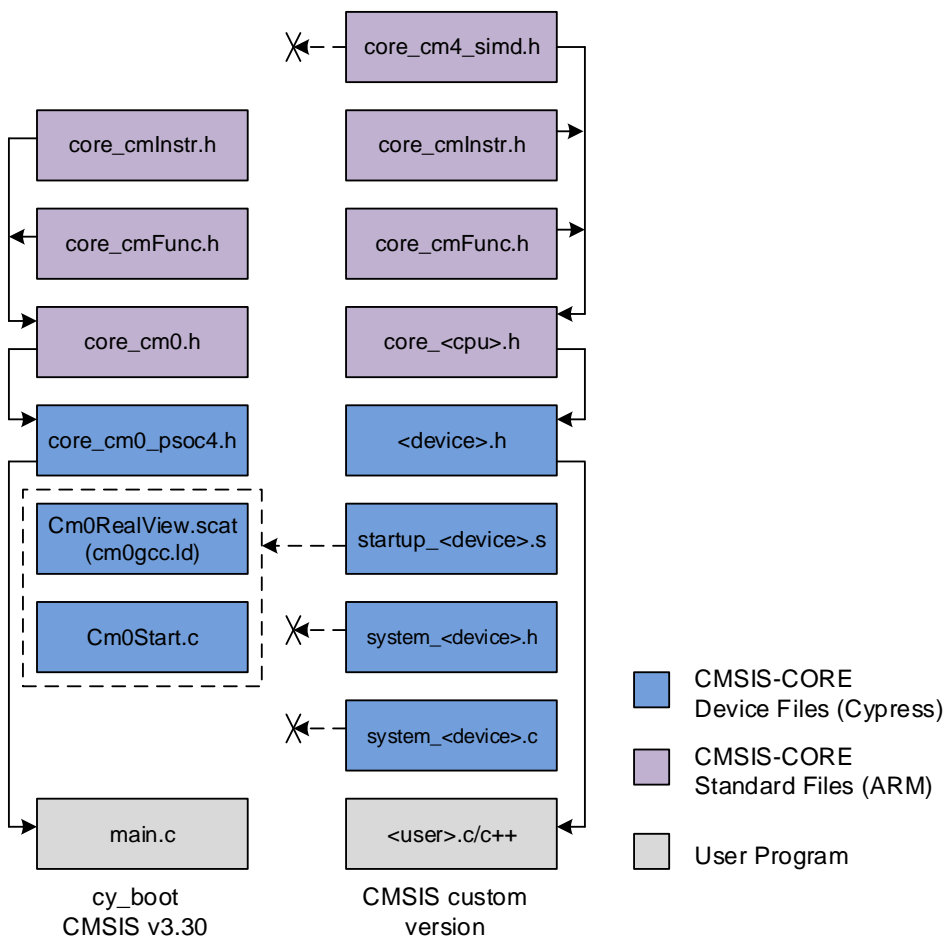 core_cm4_simd.h
core_cmInstr.h
core_cmInstr.h
core_cmFunc.h
core_cmFunc.h
core_cm0.h
core_<cpu>.h
core_cm0_psoc4.h
<device>.h
Cm0RealView.scat
(cm0gcc.ld)
startup_<device>.s
Cm0Start.c
system_<device>.h
system_<device>.c
main.c
<user>.c/c++
cy_boot
CMSIS v3.30
CMSIS custom
version
CMSIS-CORE
Device Files (Cypress)
CMSIS-CORE
Standard Files (ARM)
User Program